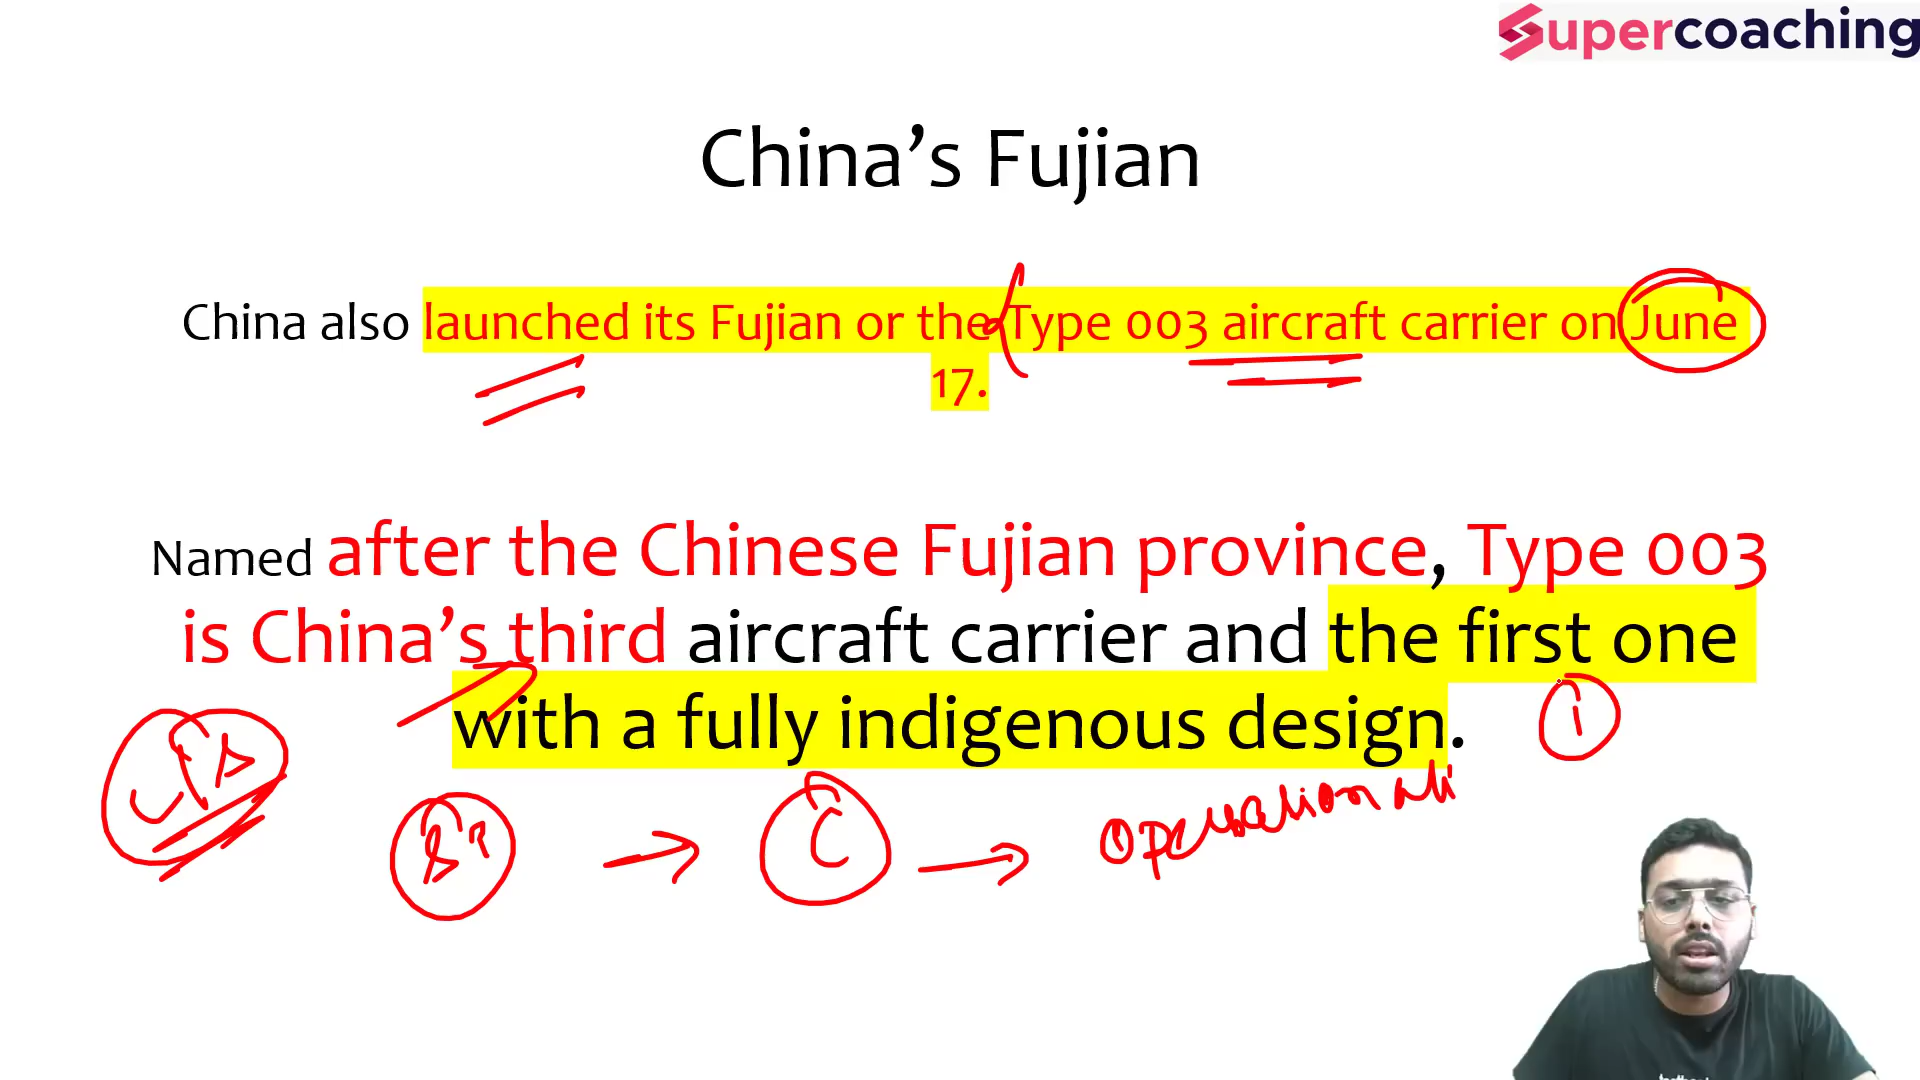 Supercoaching
China’s Fujian
China also launched its Fujian or the Type 003 aircraft carrier on June
17.
Named after the Chinese Fujian province, Type 003
is China’s third aircraft carrier and the first one
with a fully indigenous design.